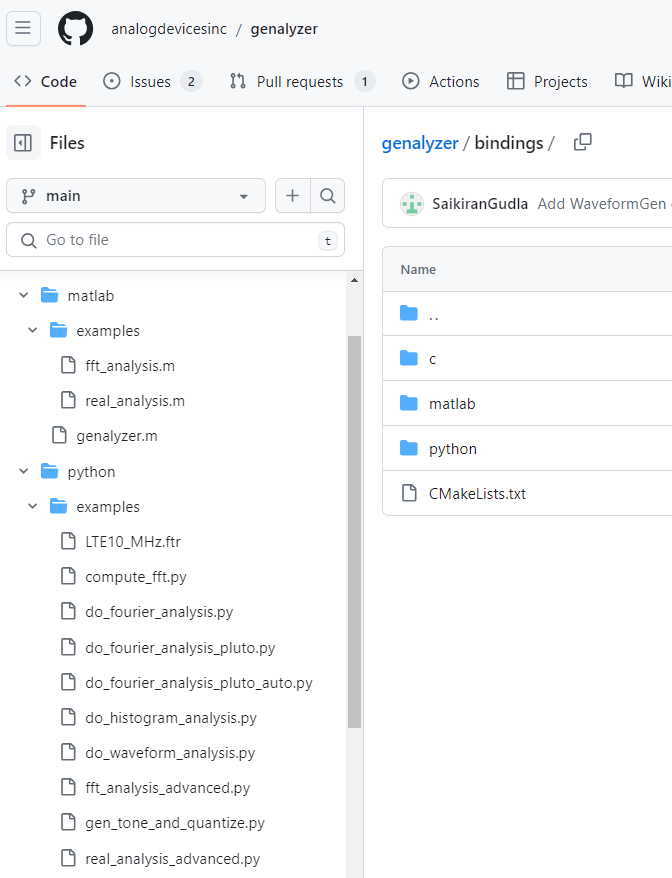 analogdevicesinc / genalyzer
Code Issues 2 Pull requests 1 Actions Projects Wiki
Files
main
Go to file t
matlab
examples
fft_analysis.m
real_analysis.m
genalyzer.m
python
examples
LTE10_MHz.ftr
compute_fft.py
do_fourier_analysis.py
do_fourier_analysis_pluto.py
do_fourier_analysis_pluto_auto.py
do_histogram_analysis.py
do_waveform_analysis.py
fft_analysis_advanced.py
gen_tone_and_quantize.py
real_analysis_advanced.py
genalyzer / bindings /
SaikiranGudla Add WaveformGen
Name
..
c
matlab
python
CMakeLists.txt